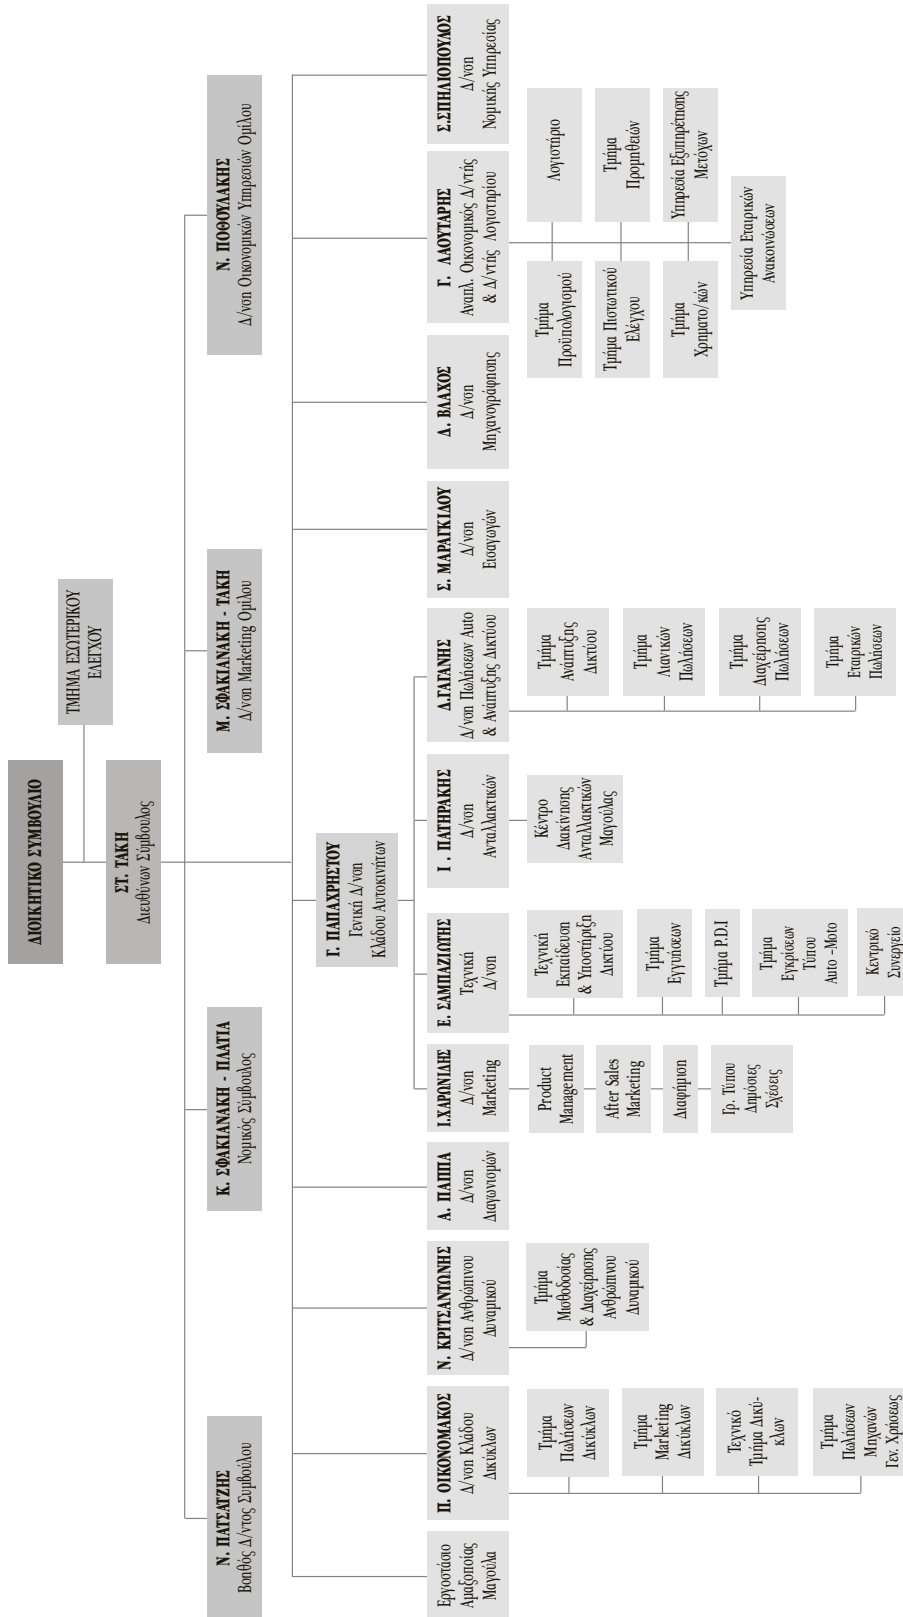 ΔΙΟΙΚΗΤΙΚΟ ΣΥΜΒΟΥΛΙΟ
ΤΜΗΜΑ ΕΣΩΤΕΡΙΚΟΥ
ΕΛΕΓΧΟΥ
ΣΤ. ΤΑΚΗ
Διευθύνων Σύμβουλος
Ν. ΠΑΤΣΑΤΖΗΣ
Βοηθός Δ/ντος Συμβούλου
Κ. ΣΦΑΚΙΑΝΑΚΗ - ΠΛΑΤΙΑ
Νομικός Σύμβουλος
Μ. ΣΦΑΚΙΑΝΑΚΗ - ΤΑΚΗ
Δ/νση Marketing Ομίλου
Ν. ΠΟΘΟΥΛΑΚΗΣ
Δ/νση Οικονομικών Υπηρεσιών Ομίλου
Γ. ΠΑΠΑΧΡΗΣΤΟΥ
Γενική Δ/νση
Κλάδου Αυτοκινήτων
Εργοστάσιο
Αμαξοποιίας
Μαγούλα
Π. ΟΙΚΟΝΟΜΑΚΟΣ
Δ/νση Κλάδου
Δικύκλων
Τμήμα
Πωλήσεων
Δικύκλων
Τμήμα
Marketing
Δικύκλων
Τεχνικό
Τμήμα Δικύ-
κλων
Τμήμα
Πωλήσεων
Μηχανών
Γεν. Χρήσεως
Ν. ΚΡΙΤΣΑΝΤΩΝΗΣ
Δ/νση Ανθρώπινου
Δυναμικού
Τμήμα
Μισθοδοσίας
& Διαχείρησης
Ανθρώπινου
Δυναμικού
Α. ΠΑΠΠΑ
Δ/νση
Διαγωνισμών
Ι.ΧΑΡΩΝΙΔΗΣ
Δ/νση
Marketing
Product
Management
After Sales
Marketing
Διαφήμιση
Γρ. Τύπου
Δημόσιες
Σχέσεις
Ε. ΣΑΜΠΑΖΙΩΤΗΣ
Τεχνική
Δ/νση
Τεχνική
Εκπαίδευση
& Υποστήριξη
Δικτύου
Τμήμα
Εγγυήσεων
Τμήμα P.D.I
Τμήμα
Εγκρίσεων
Τύπου
Auto –Moto
Κεντρικό
Συνεργείο
Ι . ΠΑΤΗΡΑΚΗΣ
Δ/νση
Ανταλλακτικών
Κέντρο
Διακίνησης
Ανταλλακτικών
Μαγούλας
Δ.ΓΑΓΑΝΗΣ
Δ/νση Πωλήσεων Auto
& Ανάπτυξης Δικτύου
Τμήμα
Ανάπτυξης
Δικτύου
Τμήμα
Λιανικών
Πωλήσεων
Τμήμα
Διαχείρησης
Πωλήσεων
Τμήμα
Εταιρικών
Πωλήσεων
Σ. ΜΑΡΑΓΚΙΔΟΥ
Δ/νση
Εισαγωγών
Δ. ΒΛΑΧΟΣ
Δ/νση
Μηχανογράφησης
Γ. ΛΑΟΥΤΑΡΗΣ
Αναπλ. Οικονομικός Δ/ντής
& Δ/ντής Λογιστηρίου
Τμήμα
Προϋπολογισμού
Λογιστήριο
Τμήμα Πιστωτικού
Ελέγχου
Τμήμα
Προμηθειών
Τμήμα
Χρηματο/κών
Υπηρεσία Εξυπηρέτησης
Μετόχων
Υπηρεσία Εταιρικών
Ανακοινώσεων
Σ.ΣΠΗΛΙΟΠΟΥΛΟΣ
Δ/νση
Νομικής Υπηρεσίας